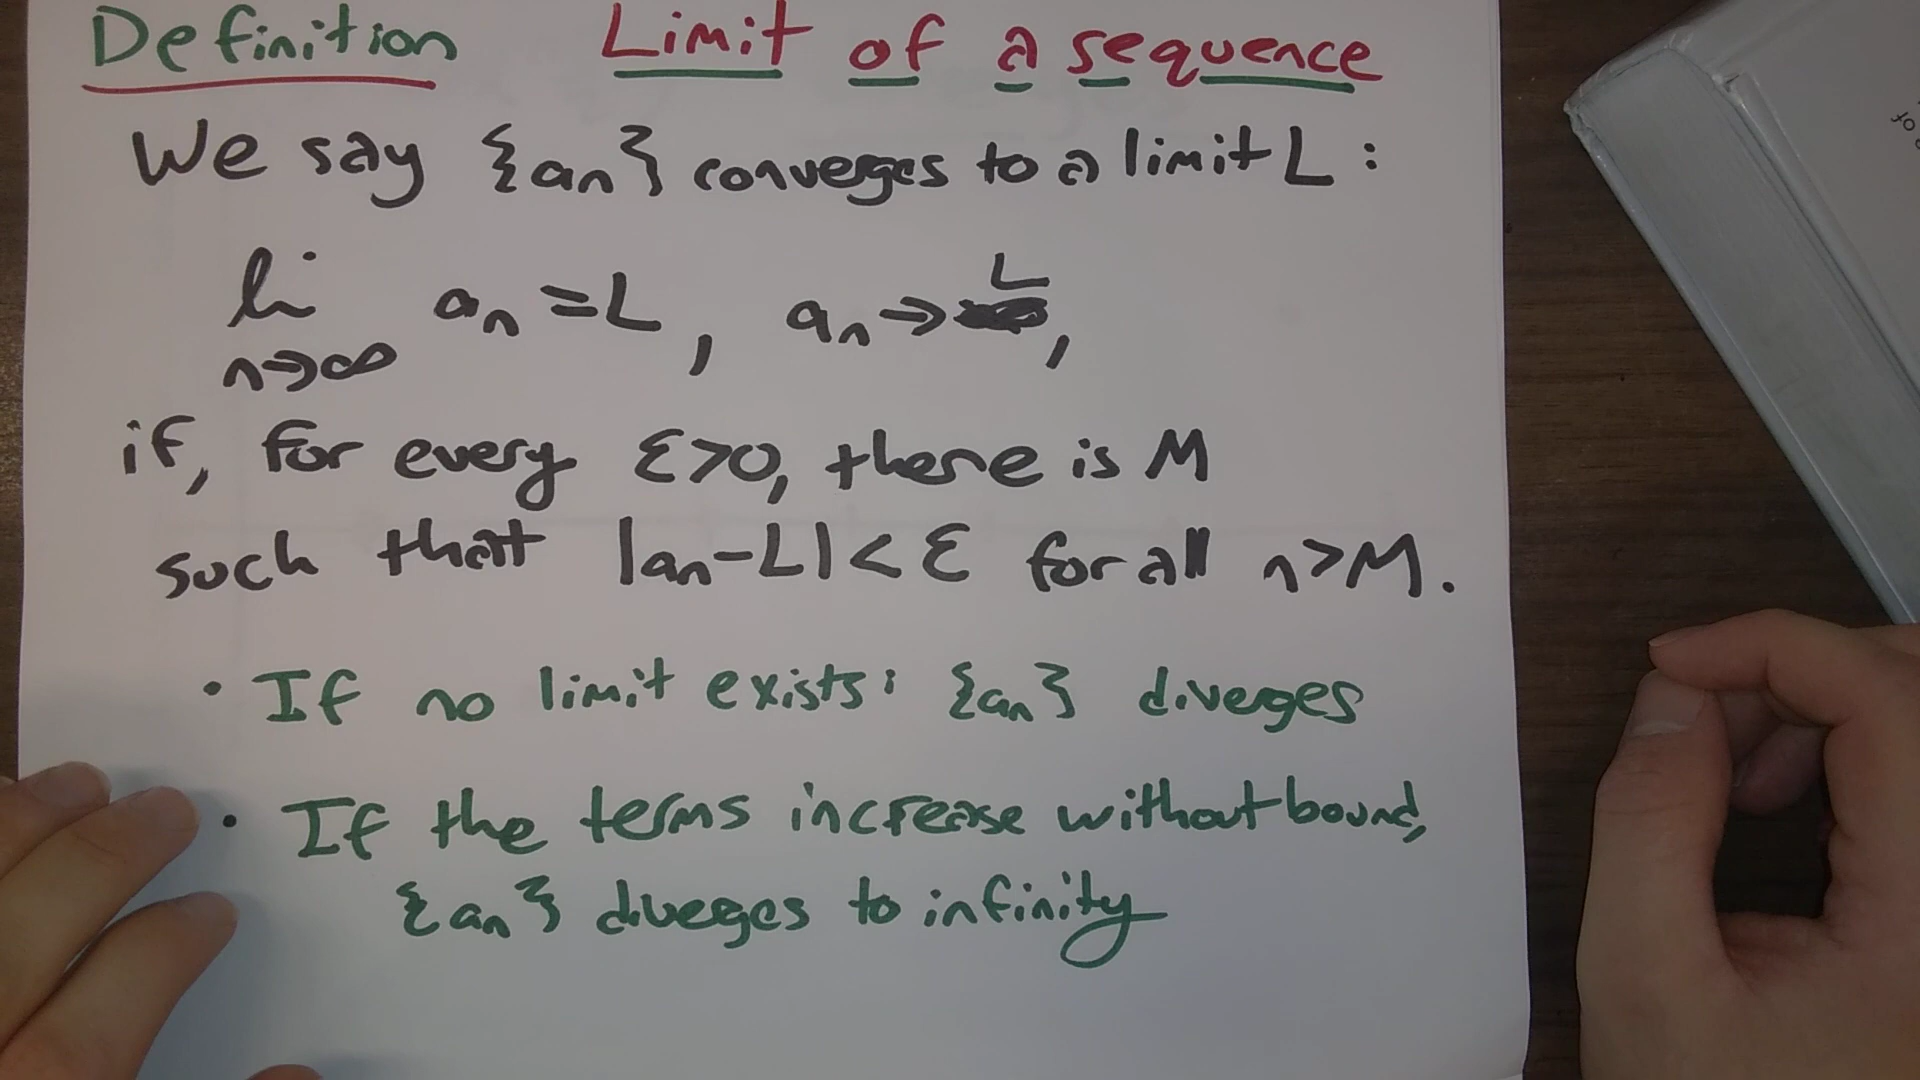 Definition Limit of a sequence
We say {an} converges to a limit L:
lim an = L, an → L,
n→∞
if, for every ε>0, there is M
such that |an-L| < ε for all n>M.
· If no limit exists: {an} diverges
· If the terms increase without bound,
{an} diverges to infinity
to